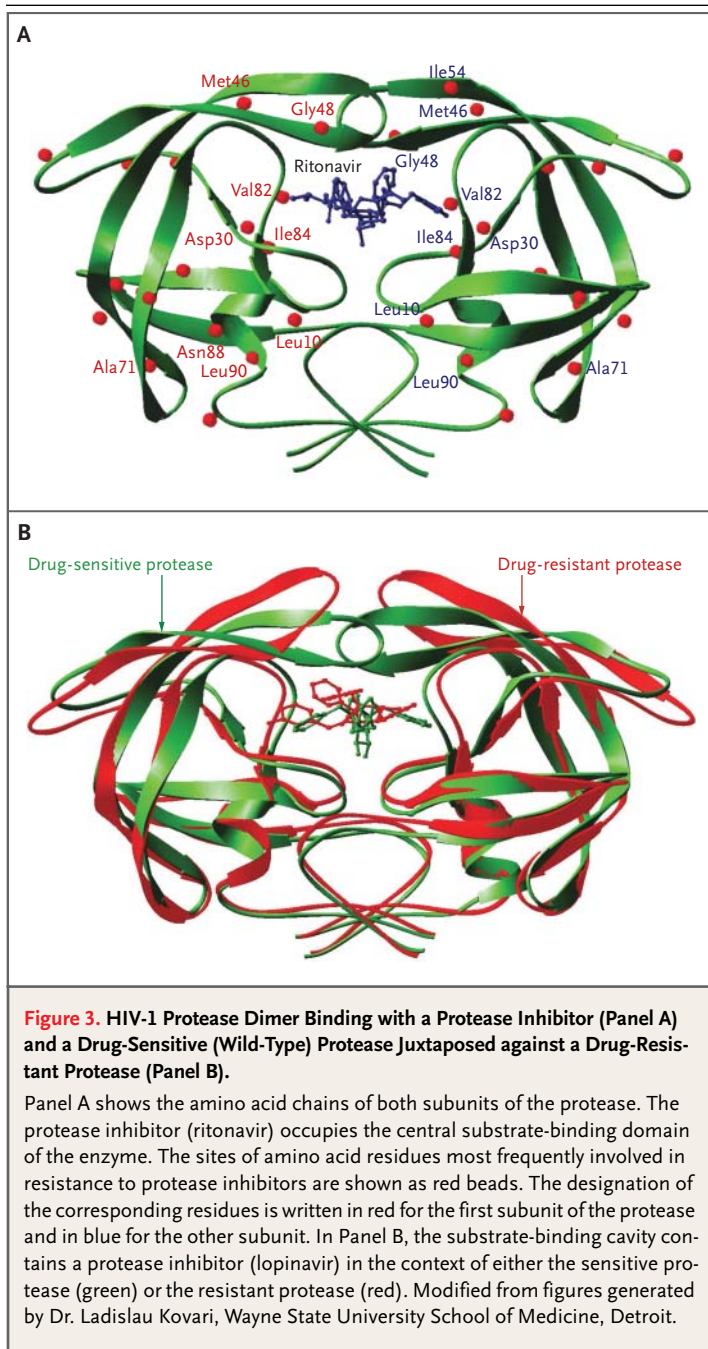 A
Met46
Ile54
Gly48
Met46
Ritonavir
Gly48
Val82
Val82
Asp30
Ile84
Ile84
Asp30
Leu10
Leu10
Asn88
Ala71
Leu90
Leu90
Ala71
B
Drug-sensitive protease
Drug-resistant protease
Figure 3. HIV-1 Protease Dimer Binding with a Protease Inhibitor (Panel A)
and a Drug-Sensitive (Wild-Type) Protease Juxtaposed against a Drug-Resis-
tant Protease (Panel B).
Panel A shows the amino acid chains of both subunits of the protease. The
protease inhibitor (ritonavir) occupies the central substrate-binding domain
of the enzyme. The sites of amino acid residues most frequently involved in
resistance to protease inhibitors are shown as red beads. The designation of
the corresponding residues is written in red for the first subunit of the protease
and in blue for the other subunit. In Panel B, the substrate-binding cavity con-
tains a protease inhibitor (lopinavir) in the context of either the sensitive pro-
tease (green) or the resistant protease (red). Modified from figures generated
by Dr. Ladislau Kovari, Wayne State University School of Medicine, Detroit.